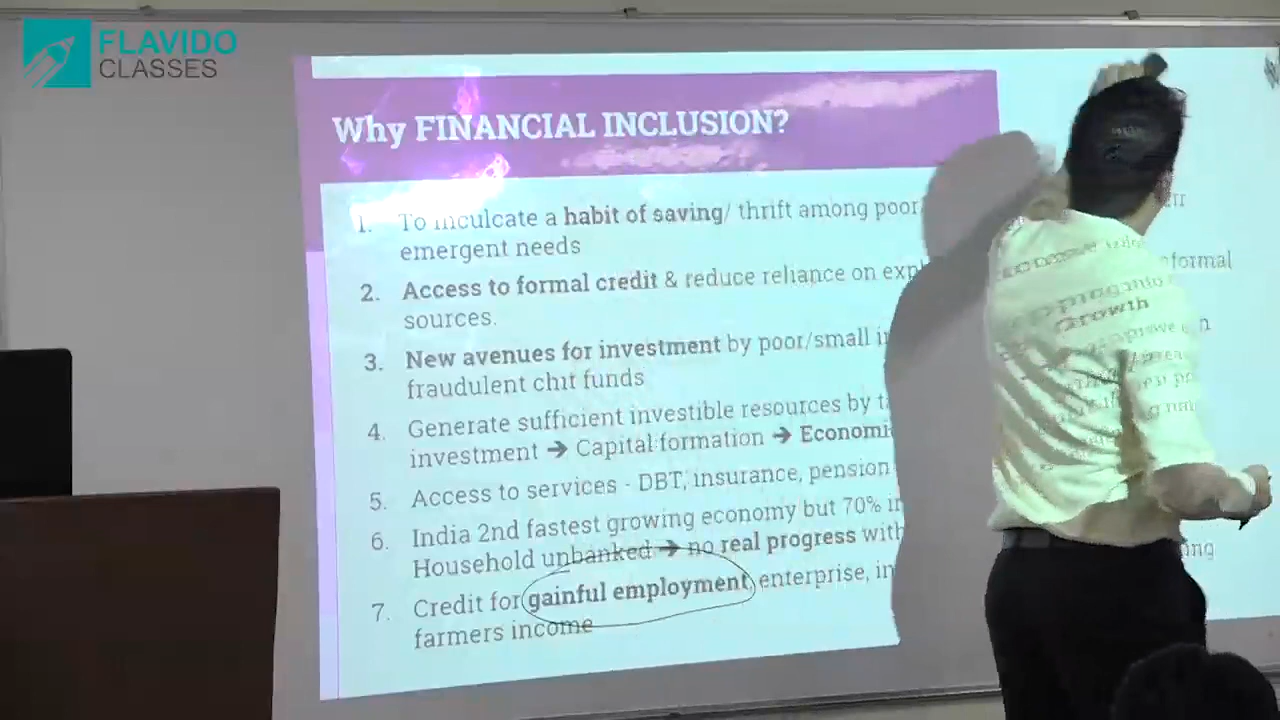 FLAVIDO
CLASSES
Why FINANCIAL INCLUSION?
1. To inculcate a habit of saving/ thrift among poor
emergent needs
2. Access to formal credit & reduce reliance on formal
sources.
3. New avenues for investment by poor/small
fraudulent chit funds
4. Generate sufficient investible resources by
investment → Capital formation → Economi Growth
5. Access to services - DBT, insurance, pension
6. India 2nd fastest growing economy but 70%
Household unbanked → no real progress with
7. Credit for gainful employment, enterprise,
farmers income